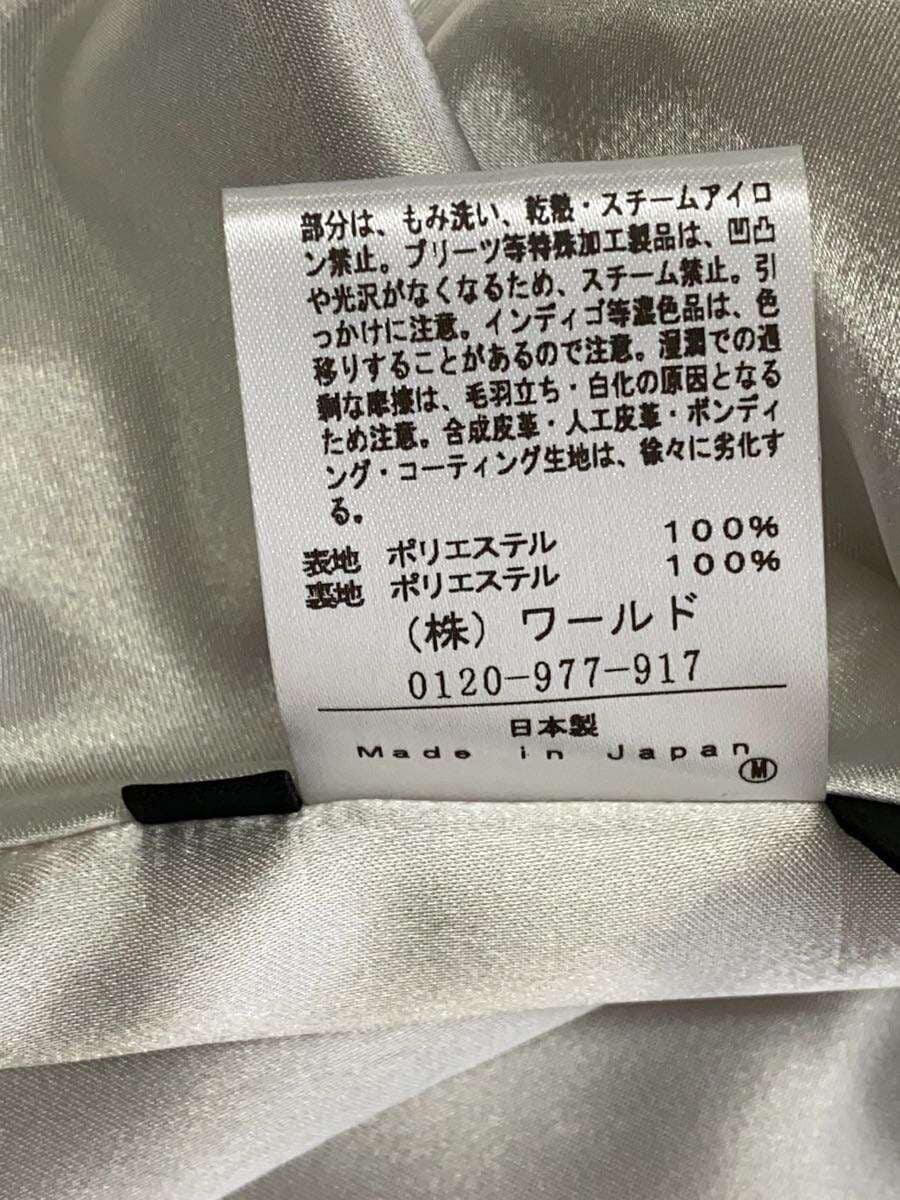 部分は、もみ洗い、乾熱・スチームアイロ
ン禁止。プリーツ等特殊加工製品は、凹凸
や光沢がなくなるため、スチーム禁止。引
っかけに注意。インディゴ等濃色品は、色
移りすることがあるので注意。湿潤での過
剰な摩擦は、毛羽立ち・白化の原因となる
ため注意。合成皮革・人工皮革・ボンディ
ング・コーティング生地は、徐々に劣化す
る。
表地 ポリエステル 100%
裏地 ポリエステル 100%
(株) ワールド
0120-977-917
日本製
Made in Japan
Ⓜ